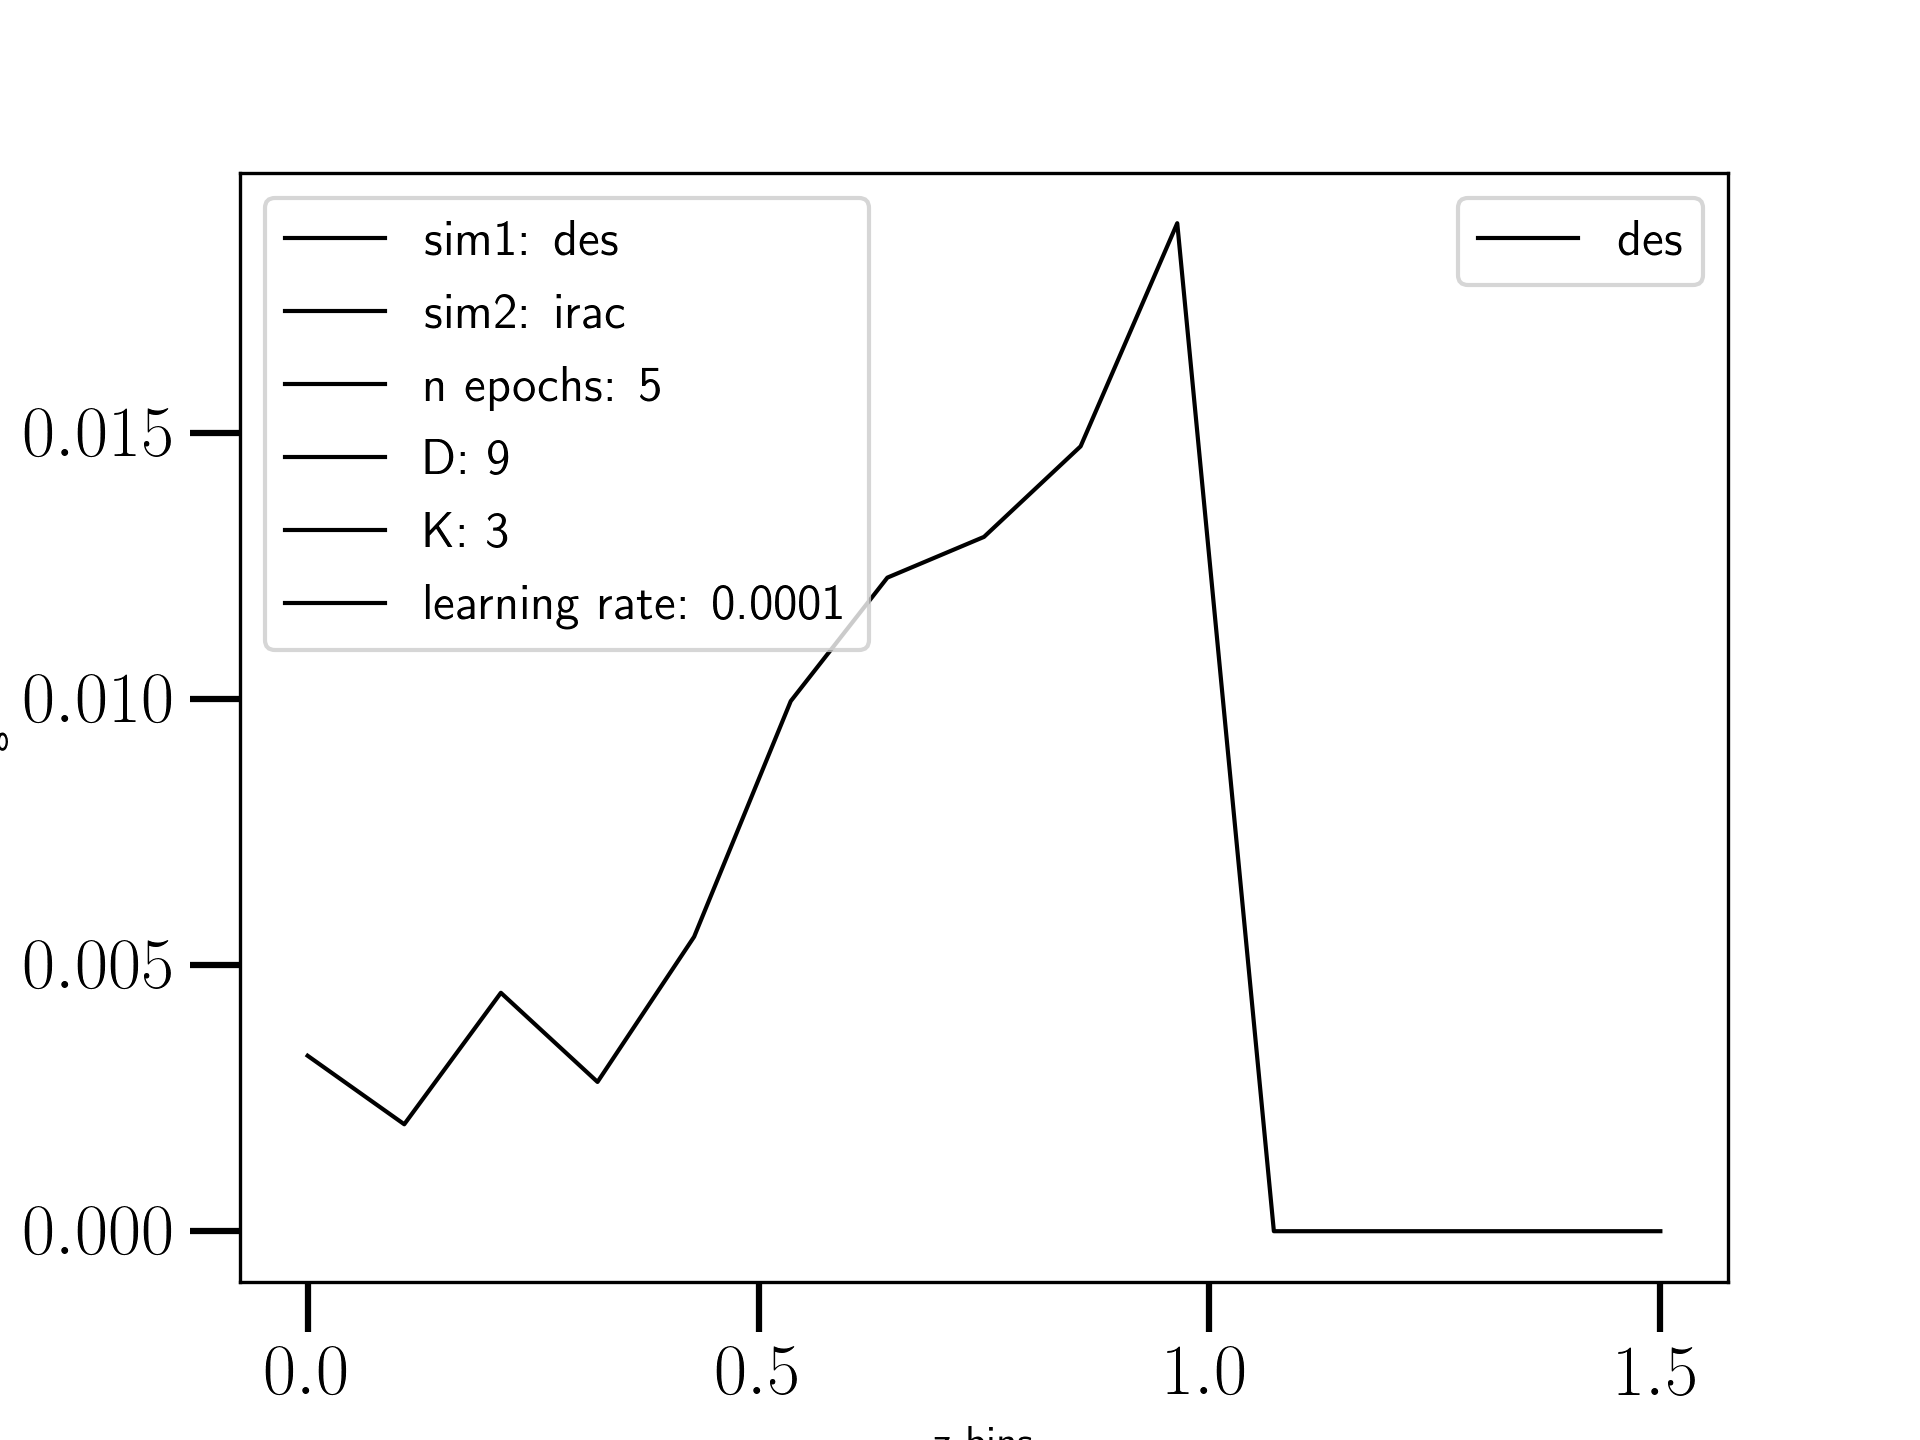 sim1: des
sim2: irac
n epochs: 5
D: 9
K: 3
learning rate: 0.0001
des
0.015
0.010
0.005
0.000
0.0 0.5 1.0 1.5
z bins